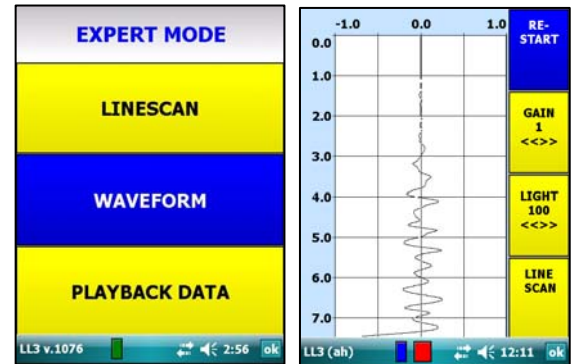 EXPERT MODE
LINESCAN
WAVEFORM
PLAYBACK DATA
LL3 v.1076 2:56 ok
-1.0 0.0 1.0
0.0
1.0
2.0
3.0
4.0
5.0
6.0
7.0
RE-
START
GAIN
1
<<>>
LIGHT
100
<<>>
LINE
SCAN
LL3 (ah) 12:11 ok